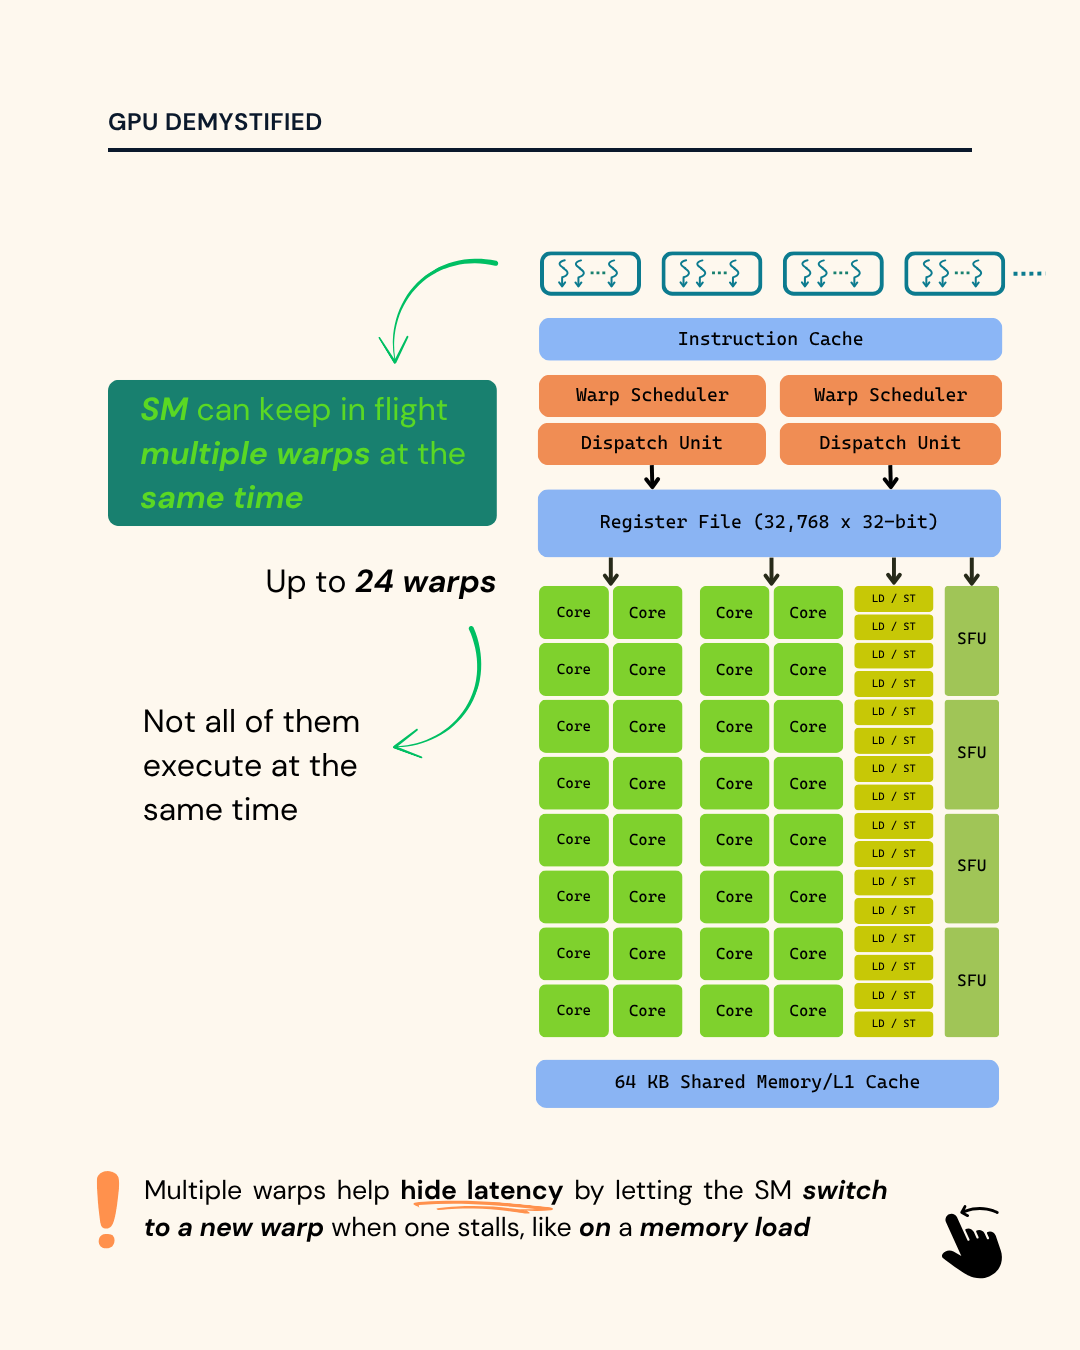 GPU DEMYSTIFIED
SM can keep in flight
multiple warps at the
same time
Up to 24 warps
Not all of them
execute at the
same time
Instruction Cache
Warp Scheduler Warp Scheduler
Dispatch Unit Dispatch Unit
Register File (32,768 x 32-bit)
Core Core Core Core LD / ST SFU
LD / ST
Core Core Core Core LD / ST
LD / ST
Core Core Core Core LD / ST SFU
LD / ST
Core Core Core Core LD / ST
LD / ST
Core Core Core Core LD / ST SFU
LD / ST
Core Core Core Core LD / ST
LD / ST
Core Core Core Core LD / ST SFU
LD / ST
Core Core Core Core LD / ST
LD / ST
64 KB Shared Memory/L1 Cache
Multiple warps help hide latency by letting the SM switch
to a new warp when one stalls, like on a memory load